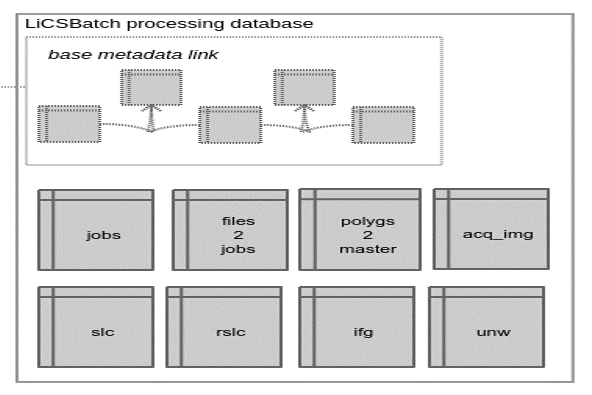 LiCSBatch processing database
base metadata link
jobs
files
2
jobs
polygs
2
master
acq_img
slc
rslc
ifg
unw